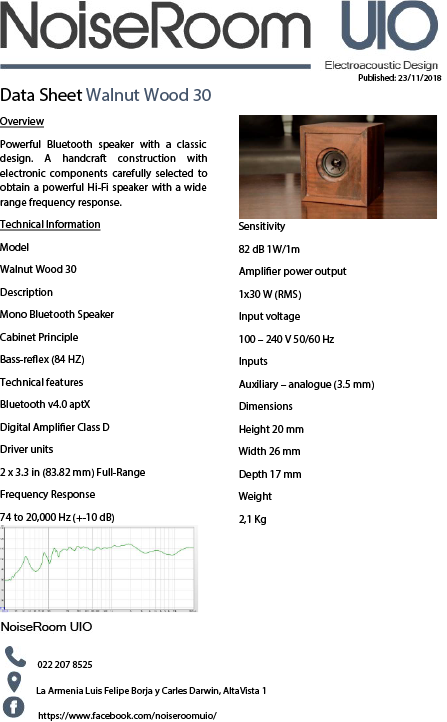 NoiseRoom UIO
Electroacoustic Design
Published: 23/11/2018
Data Sheet Walnut Wood 30
Overview
Powerful Bluetooth speaker with a classic
design. A handcraft construction with
electronic components carefully selected to
obtain a powerful Hi-Fi speaker with a wide
range frequency response.
Technical Information
Model
Walnut Wood 30
Description
Mono Bluetooth Speaker
Cabinet Principle
Bass-reflex (84 HZ)
Technical features
Bluetooth v4.0 aptX
Digital Amplifier Class D
Driver units
2 x 3.3 in (83.82 mm) Full-Range
Frequency Response
74 to 20,000 Hz (+-10 dB)
Sensitivity
82 dB 1W/1m
Amplifier power output
1x30 W (RMS)
Input voltage
100 – 240 V 50/60 Hz
Inputs
Auxiliary – analogue (3.5 mm)
Dimensions
Height 20 mm
Width 26 mm
Depth 17 mm
Weight
2,1 Kg
NoiseRoom UIO
022 207 8525
La Armenia Luis Felipe Borja y Carles Darwin, AltaVista 1
https://www.facebook.com/noiseroomuio/